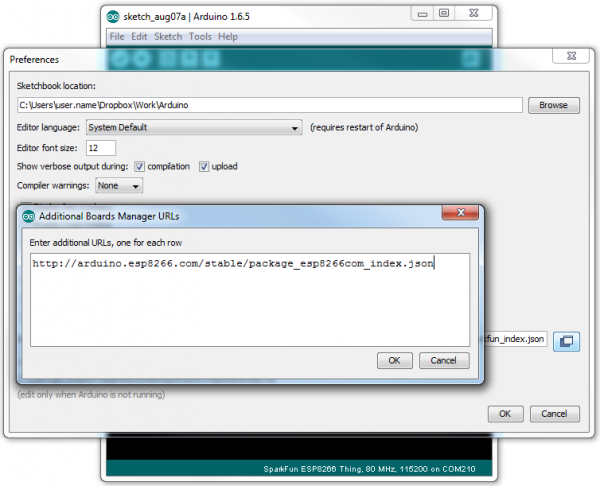 sketch_aug07a | Arduino 1.6.5
File Edit Sketch Tools Help
Preferences
Sketchbook location:
C:\Users\user.name\Dropbox\Work\Arduino
Browse
Editor language: System Default (requires restart of Arduino)
Editor font size: 12
Show verbose output during: compilation upload
Compiler warnings: None
Additional Boards Manager URLs
Enter additional URLs, one for each row
http://arduino.esp8266.com/stable/package_esp8266com_index.json
fun_index.json
OK Cancel
(edit only when Arduino is not running)
OK Cancel
SparkFun ESP8266 Thing, 80 MHz, 115200 on COM210